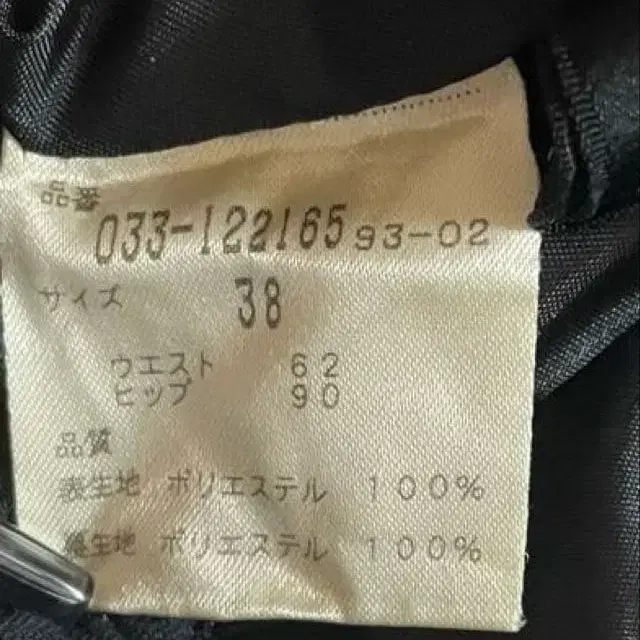 品番
033-122165 93-02
サイズ 38
ウエスト 62
ヒップ 90
品質
表生地 ポリエステル 100%
裏生地 ポリエステル 100%